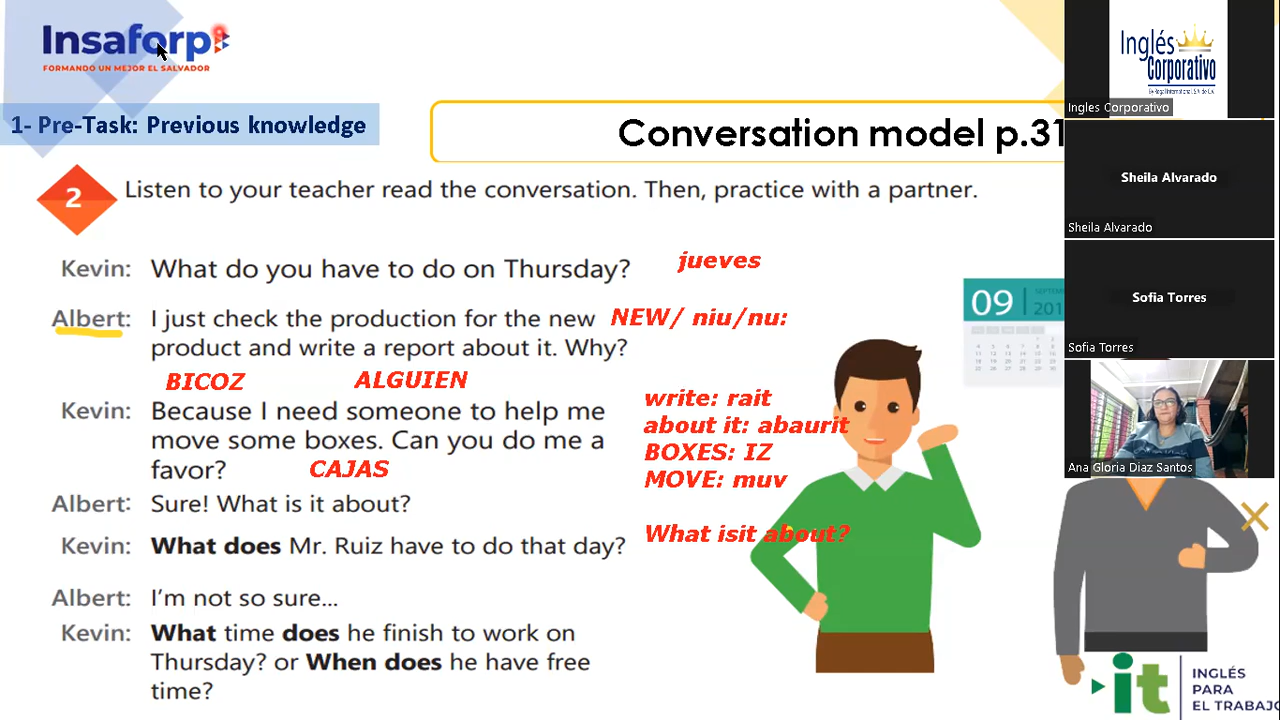 Insaforp
FORMANDO UN MEJOR EL SALVADOR
1- Pre-Task: Previous knowledge
Conversation model p.31
2
Listen to your teacher read the conversation. Then, practice with a partner.
Kevin: What do you have to do on Thursday? jueves
Albert: I just check the production for the new NEW/ niu/nu:
product and write a report about it. Why?
BICOZ ALGUIEN
Kevin: Because I need someone to help me
move some boxes. Can you do me a
favor? CAJAS
write: rait
about it: abaurit
BOXES: IZ
MOVE: muv
Albert: Sure! What is it about?
What isit about?
Kevin: What does Mr. Ruiz have to do that day?
Albert: I'm not so sure...
Kevin: What time does he finish to work on
Thursday? or When does he have free
time?
09
201
it
INGLÉS
PARA
EL TRABAJO
Inglés
Corporativo
Ingles Corporativo
Sheila Alvarado
Sheila Alvarado
Sofia Torres
Sofia Torres
Ana Gloria Diaz Santos